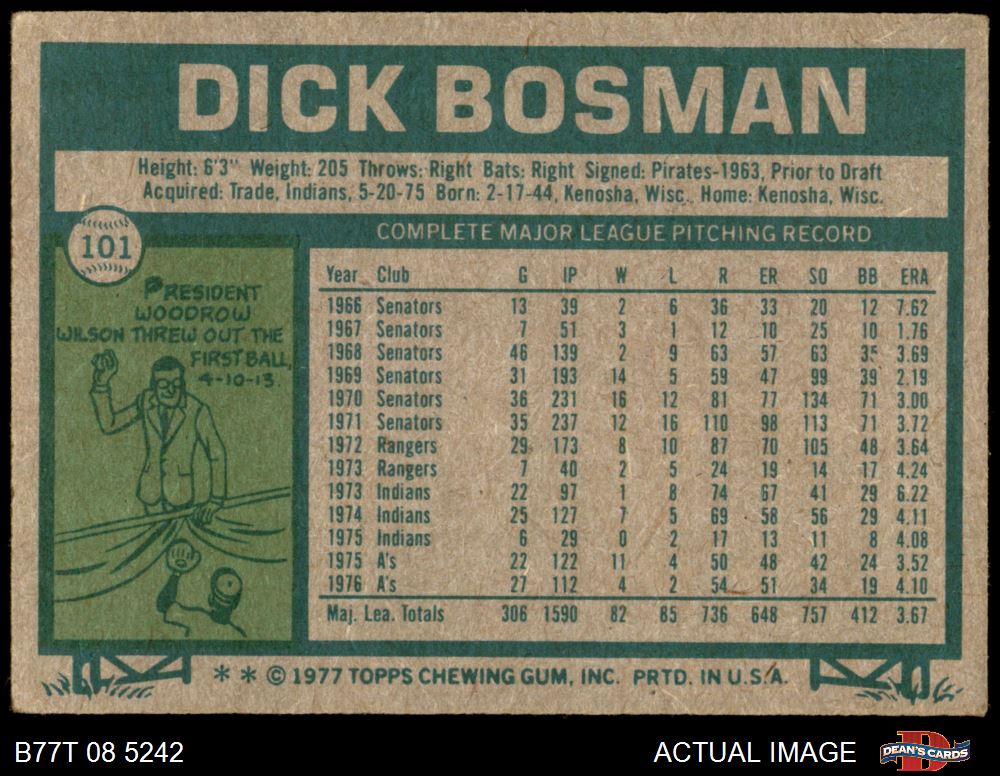 DICK BOSMAN
Height: 6'3" Weight: 205 Throws: Right Bats: Right Signed: Pirates-1963, Prior to Draft
Acquired: Trade, Indians, 5-20-75 Born: 2-17-44, Kenosha, Wisc. Home: Kenosha, Wisc.
101
PRESIDENT
WOODROW
WILSON THREW OUT THE
FIRST BALL,
4-10-13.
COMPLETE MAJOR LEAGUE PITCHING RECORD
Year Club G IP W L R ER SO BB ERA
1966 Senators 13 39 2 6 36 33 20 12 7.62
1967 Senators 7 51 3 1 12 10 25 10 1.76
1968 Senators 46 139 2 9 63 57 63 35 3.69
1969 Senators 31 193 14 5 59 47 99 39 2.19
1970 Senators 36 231 16 12 81 77 134 71 3.00
1971 Senators 35 237 12 16 110 98 113 71 3.72
1972 Rangers 29 173 8 10 87 70 105 48 3.64
1973 Rangers 7 40 2 5 24 19 14 17 4.24
1973 Indians 22 97 1 8 74 67 41 29 6.22
1974 Indians 25 127 7 5 69 58 56 29 4.11
1975 Indians 6 29 0 2 17 13 11 8 4.08
1975 A's 22 122 11 4 50 48 42 24 3.52
1976 A's 27 112 4 2 54 51 34 19 4.10
Maj. Lea. Totals 306 1590 82 85 736 648 757 412 3.67
* * © 1977 TOPPS CHEWING GUM, INC. PRTD. IN U.S.A.
B77T 08 5242
ACTUAL IMAGE
DEAN'S CARDS